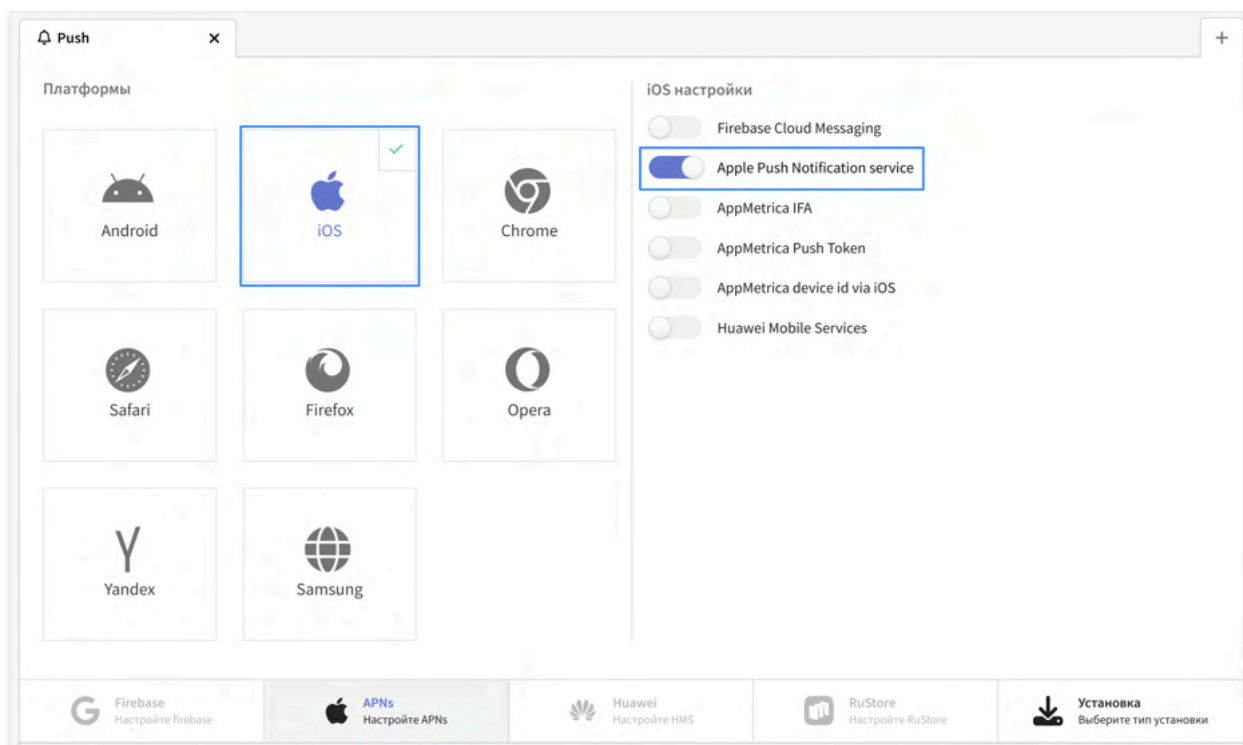 Push
Платформы
Android
iOS
Chrome
Safari
Firefox
Opera
Yandex
Samsung
iOS настройки
Firebase Cloud Messaging
Apple Push Notification service
AppMetrica IFA
AppMetrica Push Token
AppMetrica device id via iOS
Huawei Mobile Services
Firebase
Настройте firebase
APNs
Настройте APNs
Huawei
Настройте HMS
RuStore
Настройте RuStore
Установка
Выберите тип установки